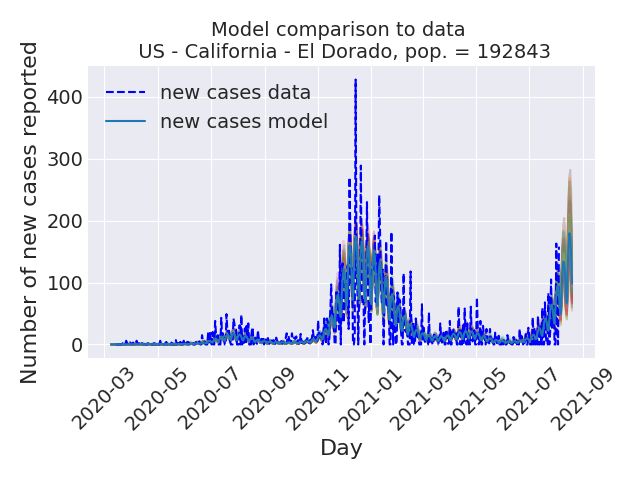 Model comparison to data
US - California - El Dorado, pop. = 192843
Number of new cases reported
400
300
200
100
0
new cases data
new cases model
2020-03
2020-05
2020-07
2020-09
2020-11
2021-01
2021-03
2021-05
2021-07
2021-09
Day